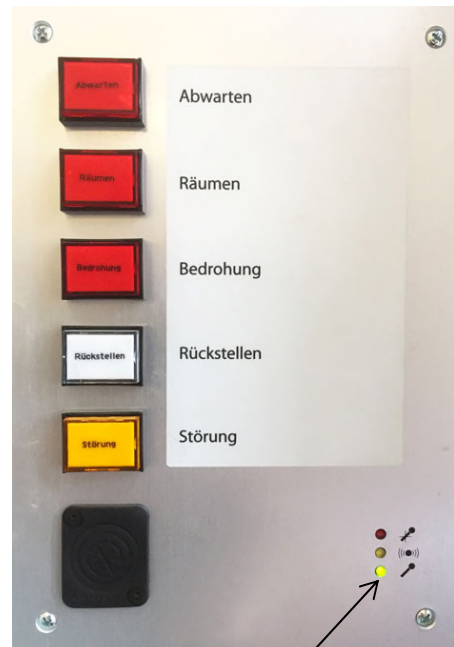 Abwarten
Abwarten
Räumen
Räumen
Bedrohung
Bedrohung
Rückstellen
Rückstellen
Störung
Störung